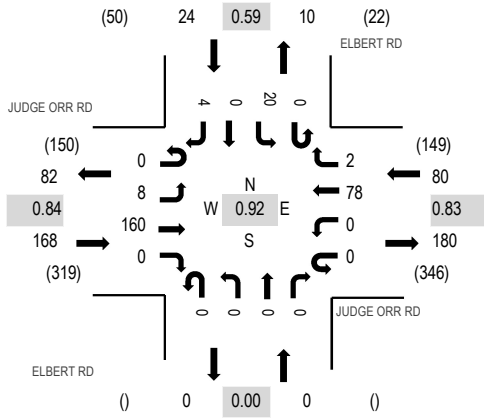 (50) 24 0.59 10 (22)
ELBERT RD
JUDGE ORR RD
4 0 20 0
(150) 0 2 (149)
82 80
8 N 78
0.84 W 0.92 E 0.83
160 0
168 S 180
0 0
(319) (346)
0 0 0 0
JUDGE ORR RD
ELBERT RD
() 0 0.00 0 ()